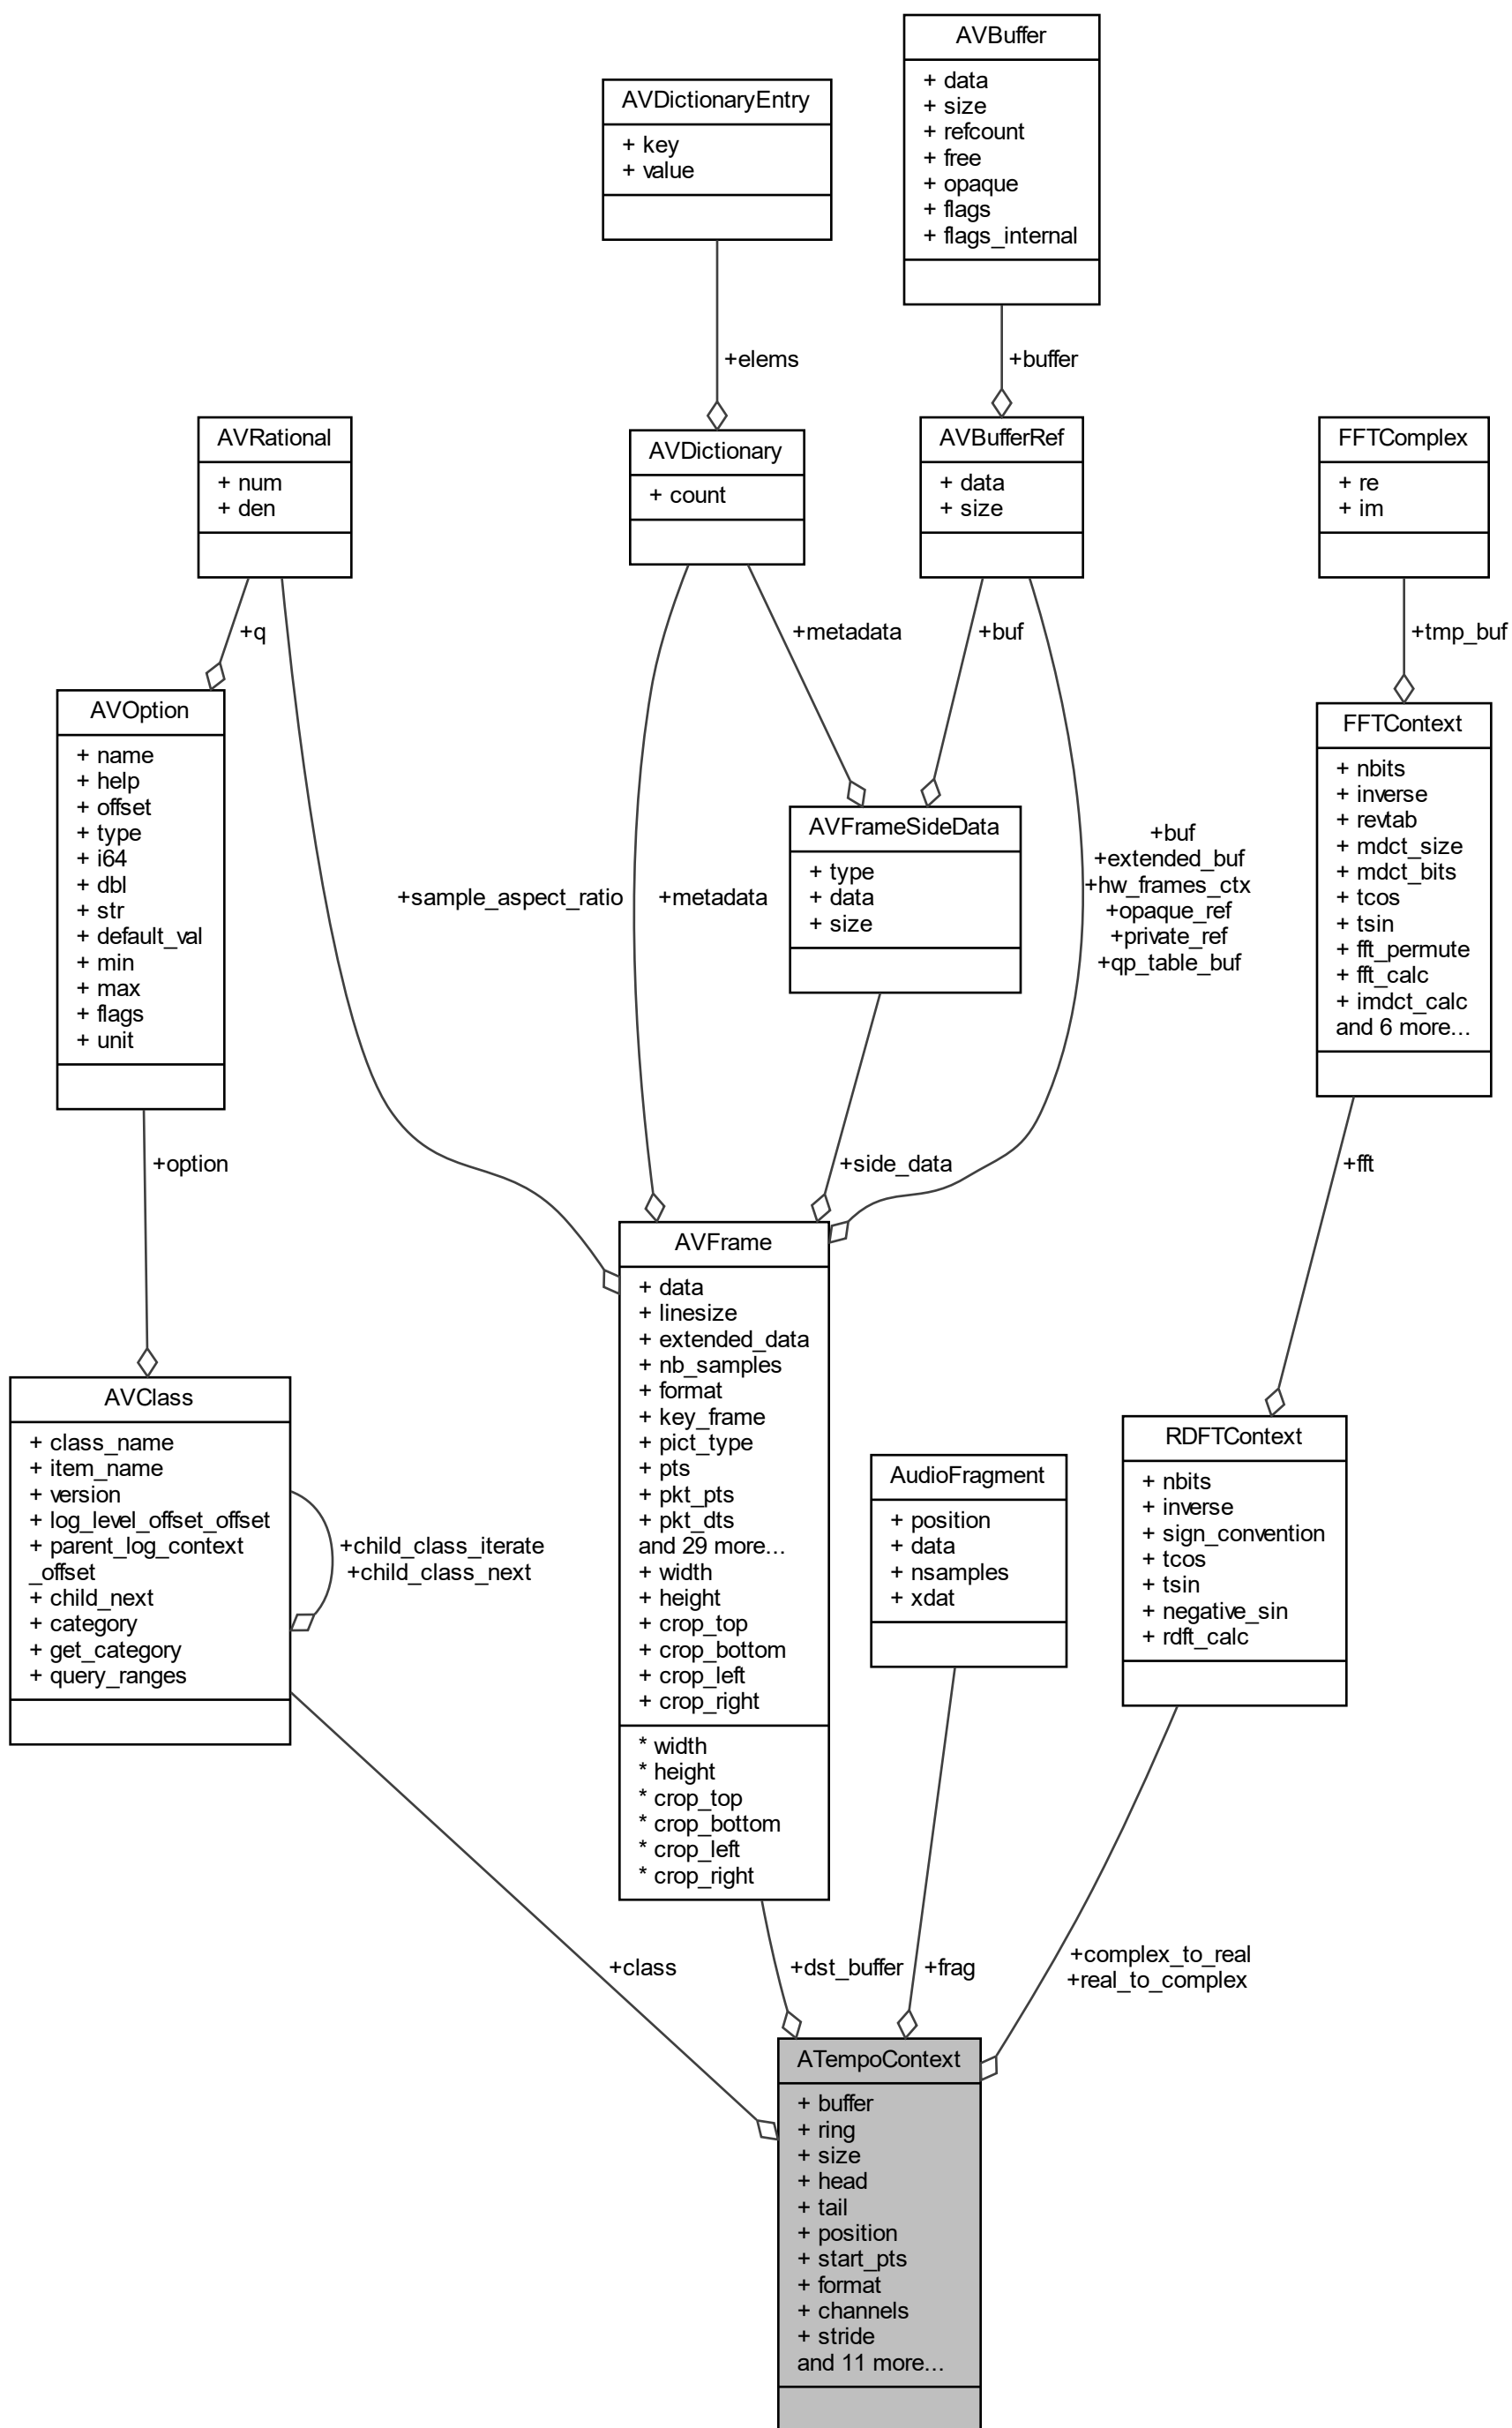 AVBuffer
+ data
+ size
+ refcount
+ free
+ opaque
+ flags
+ flags_internal
AVDictionaryEntry
+ key
+ value
+elems
+buffer
AVRational
+ num
+ den
AVDictionary
+ count
AVBufferRef
+ data
+ size
FFTComplex
+ re
+ im
+q
+metadata
+buf
+tmp_buf
AVOption
+ name
+ help
+ offset
+ type
+ i64
+ dbl
+ str
+ default_val
+ min
+ max
+ flags
+ unit
+sample_aspect_ratio
+metadata
AVFrameSideData
+ type
+ data
+ size
+buf
+extended_buf
+hw_frames_ctx
+opaque_ref
+private_ref
+qp_table_buf
FFTContext
+ nbits
+ inverse
+ revtab
+ mdct_size
+ mdct_bits
+ tcos
+ tsin
+ fft_permute
+ fft_calc
+ imdct_calc
and 6 more...
+option
+side_data
+fft
AVClass
+ class_name
+ item_name
+ version
+ log_level_offset_offset
+ parent_log_context
_offset
+ child_next
+ category
+ get_category
+ query_ranges
+child_class_iterate
+child_class_next
AVFrame
+ data
+ linesize
+ extended_data
+ nb_samples
+ format
+ key_frame
+ pict_type
+ pts
+ pkt_pts
+ pkt_dts
and 29 more...
+ width
+ height
+ crop_top
+ crop_bottom
+ crop_left
+ crop_right
* width
* height
* crop_top
* crop_bottom
* crop_left
* crop_right
AudioFragment
+ position
+ data
+ nsamples
+ xdat
RDFTContext
+ nbits
+ inverse
+ sign_convention
+ tcos
+ tsin
+ negative_sin
+ rdft_calc
+class
+dst_buffer
+frag
+complex_to_real
+real_to_complex
ATempoContext
+ buffer
+ ring
+ size
+ head
+ tail
+ position
+ start_pts
+ format
+ channels
+ stride
and 11 more...